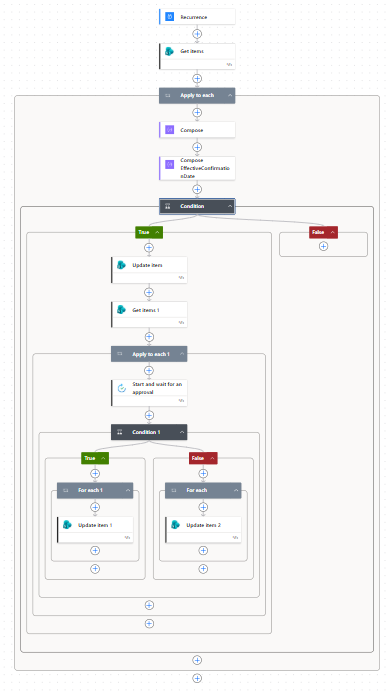 Recurrence
Get items
Apply to each
Compose
Compose
EffectiveConfirmatio
nDate
Condition
True
False
Update item
Get items 1
Apply to each 1
Start and wait for an
approval
Condition 1
True
False
For each 1
For each
Update item 1
Update item 2